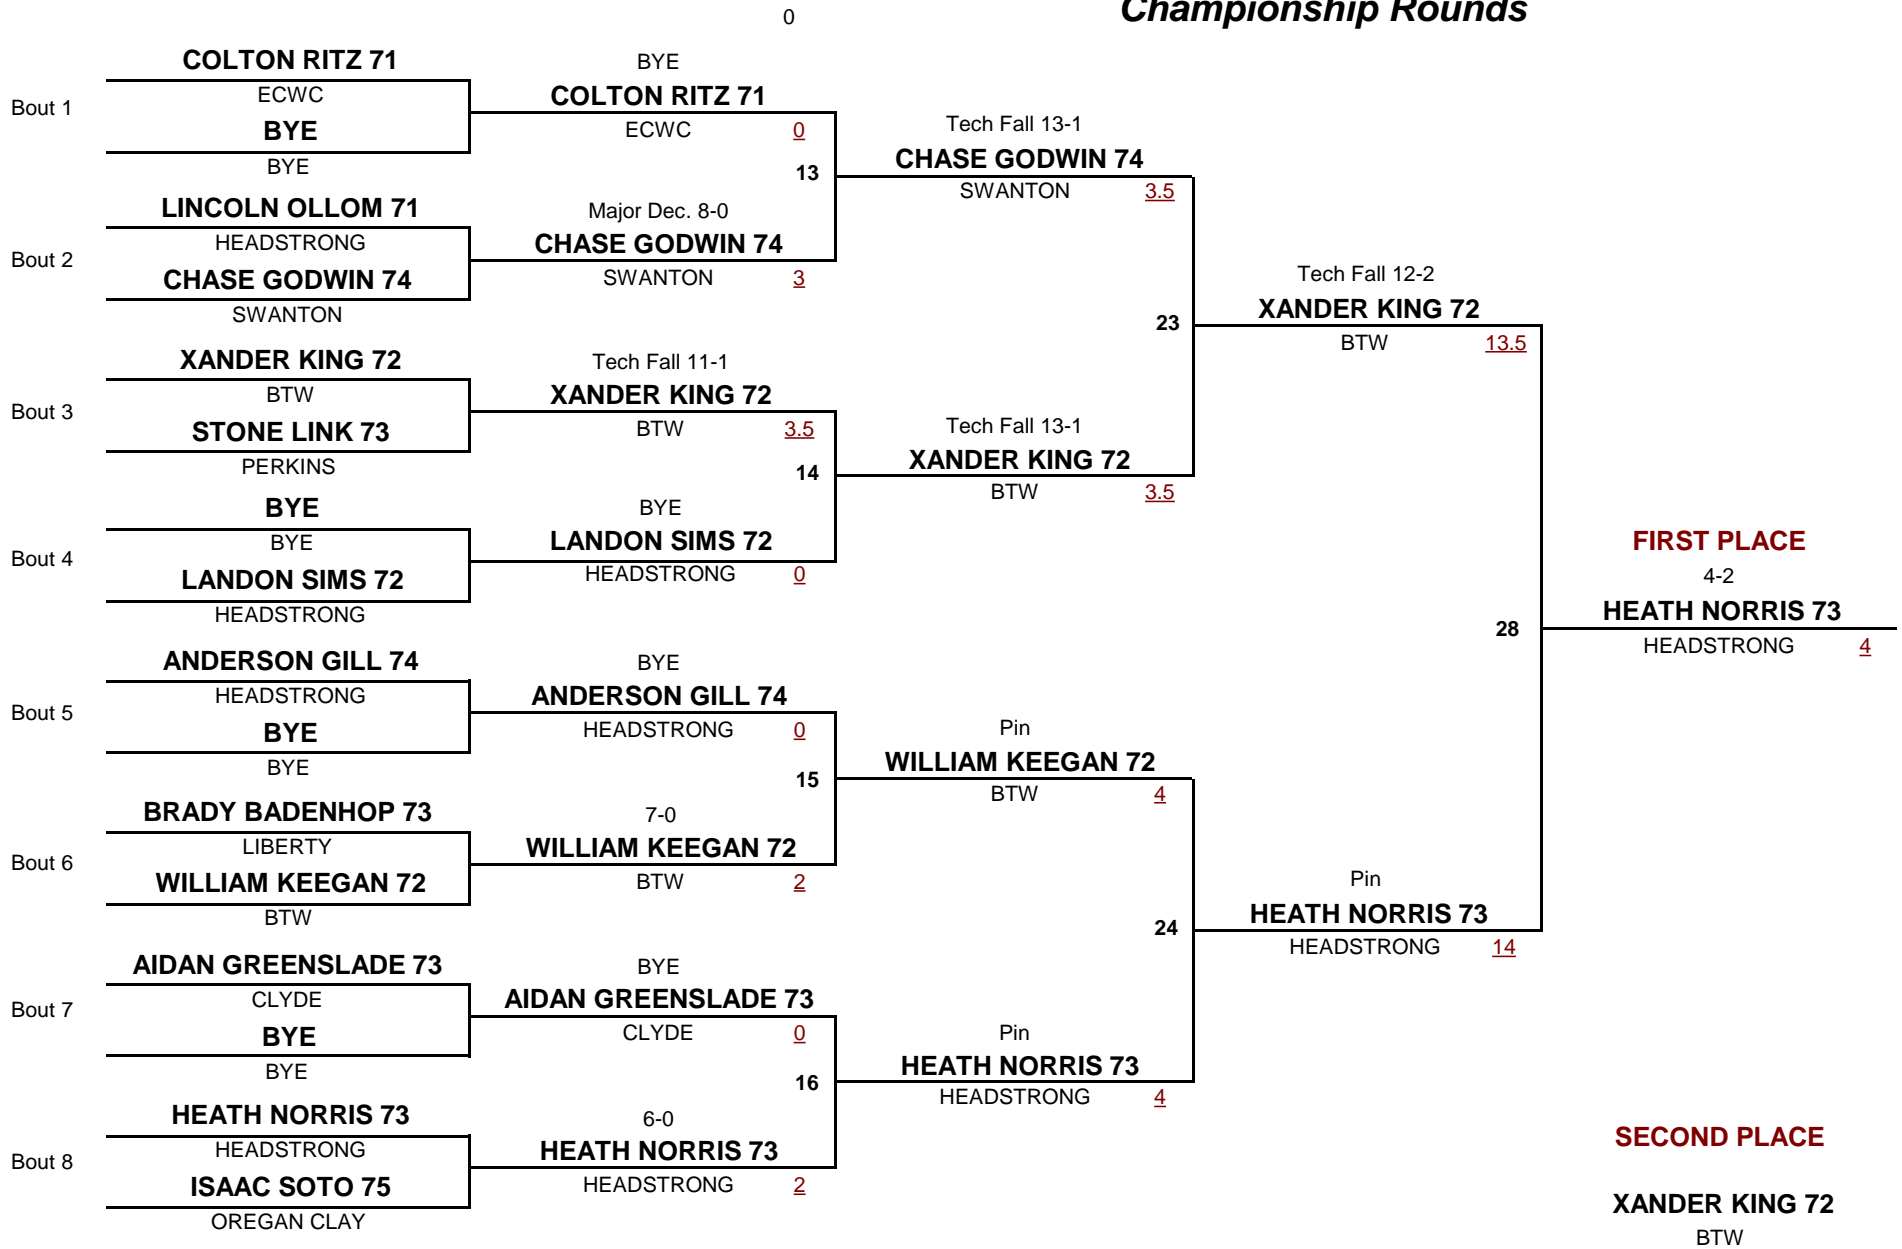 0
Championship Rounds
COLTON RITZ 71
ECWC
Bout 1
BYE
BYE
LINCOLN OLLOM 71
HEADSTRONG
Bout 2
CHASE GODWIN 74
SWANTON
XANDER KING 72
BTW
Bout 3
STONE LINK 73
PERKINS
BYE
BYE
Bout 4
LANDON SIMS 72
HEADSTRONG
ANDERSON GILL 74
HEADSTRONG
Bout 5
BYE
BYE
BRADY BADENHOP 73
LIBERTY
Bout 6
WILLIAM KEEGAN 72
BTW
AIDAN GREENSLADE 73
CLYDE
Bout 7
BYE
BYE
HEATH NORRIS 73
HEADSTRONG
Bout 8
ISAAC SOTO 75
OREGAN CLAY
BYE
COLTON RITZ 71
ECWC 0
13
Major Dec. 8-0
CHASE GODWIN 74
SWANTON 3
Tech Fall 11-1
XANDER KING 72
BTW 3.5
14
BYE
LANDON SIMS 72
HEADSTRONG 0
BYE
ANDERSON GILL 74
HEADSTRONG 0
15
7-0
WILLIAM KEEGAN 72
BTW 2
BYE
AIDAN GREENSLADE 73
CLYDE 0
16
6-0
HEATH NORRIS 73
HEADSTRONG 2
Tech Fall 13-1
CHASE GODWIN 74
SWANTON 3.5
23
Tech Fall 13-1
XANDER KING 72
BTW 3.5
Pin
WILLIAM KEEGAN 72
BTW 4
24
Pin
HEATH NORRIS 73
HEADSTRONG 4
Tech Fall 12-2
XANDER KING 72
BTW 13.5
28
Pin
HEATH NORRIS 73
HEADSTRONG 14
FIRST PLACE
4-2
HEATH NORRIS 73
HEADSTRONG 4
SECOND PLACE
XANDER KING 72
BTW